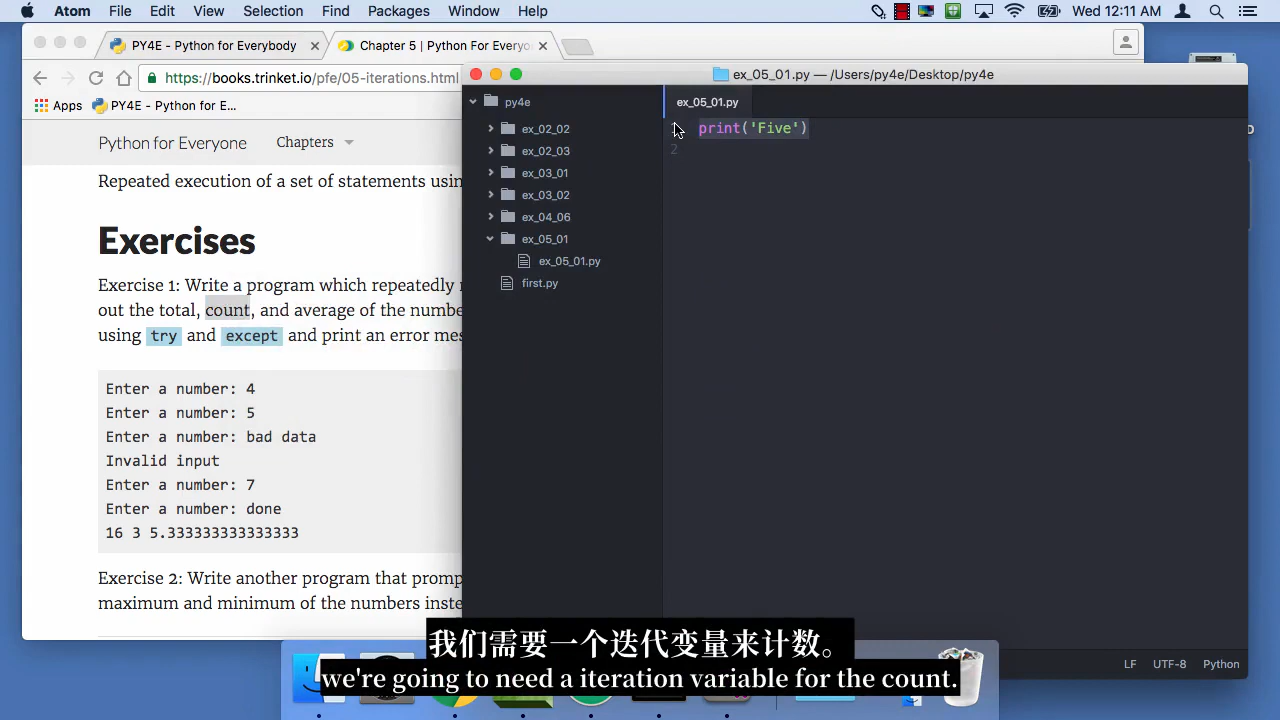 Atom File Edit View Selection Find Packages Window Help Wed 12:11 AM
PY4E - Python for Everybody
Chapter 5 | Python For Everyo
https://books.trinket.io/pfe/05-iterations.html
Apps PY4E - Python for E...
ex_05_01.py — /Users/py4e/Desktop/py4e
Python for Everyone Chapters
Repeated execution of a set of statements usin
Exercises
Exercise 1: Write a program which repeatedly
out the total, count, and average of the numbe
using try and except and print an error mes
Enter a number: 4
Enter a number: 5
Enter a number: bad data
Invalid input
Enter a number: 7
Enter a number: done
16 3 5.333333333333333
Exercise 2: Write another program that promp
maximum and minimum of the numbers inste
py4e
ex_02_02
ex_02_03
ex_03_01
ex_03_02
ex_04_06
ex_05_01
ex_05_01.py
first.py
ex_05_01.py
1 print('Five')
2
LF UTF-8 Python
我们需要一个迭代变量来计数。
we're going to need a iteration variable for the count.